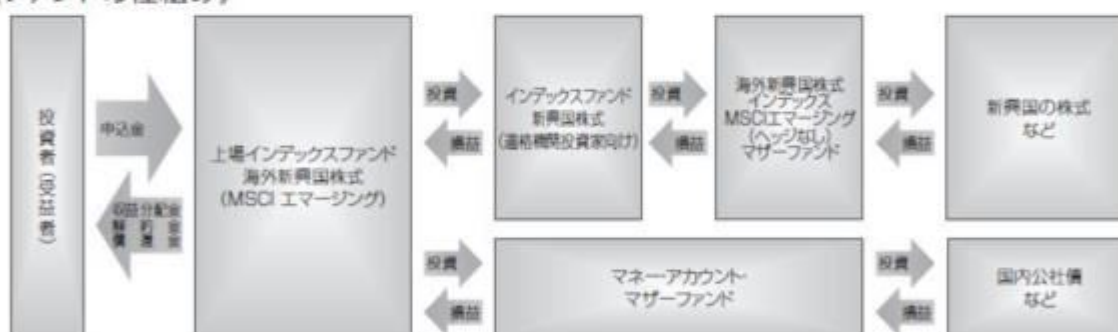 投資者(収益者)
申込金
収益分配金
解約金
償還金
上場インデックスファンド
海外新興国株式
(MSCI エマージング)
投資
損益
インデックスファンド
新興国株式
(適格機関投資家向け)
投資
損益
海外新興国株式
インデックス
MSCIエマージング
(ヘッジなし)
マザーファンド
投資
損益
新興国の株式
など
投資
損益
マネー・アカウント・
マザーファンド
投資
損益
国内公社債
など